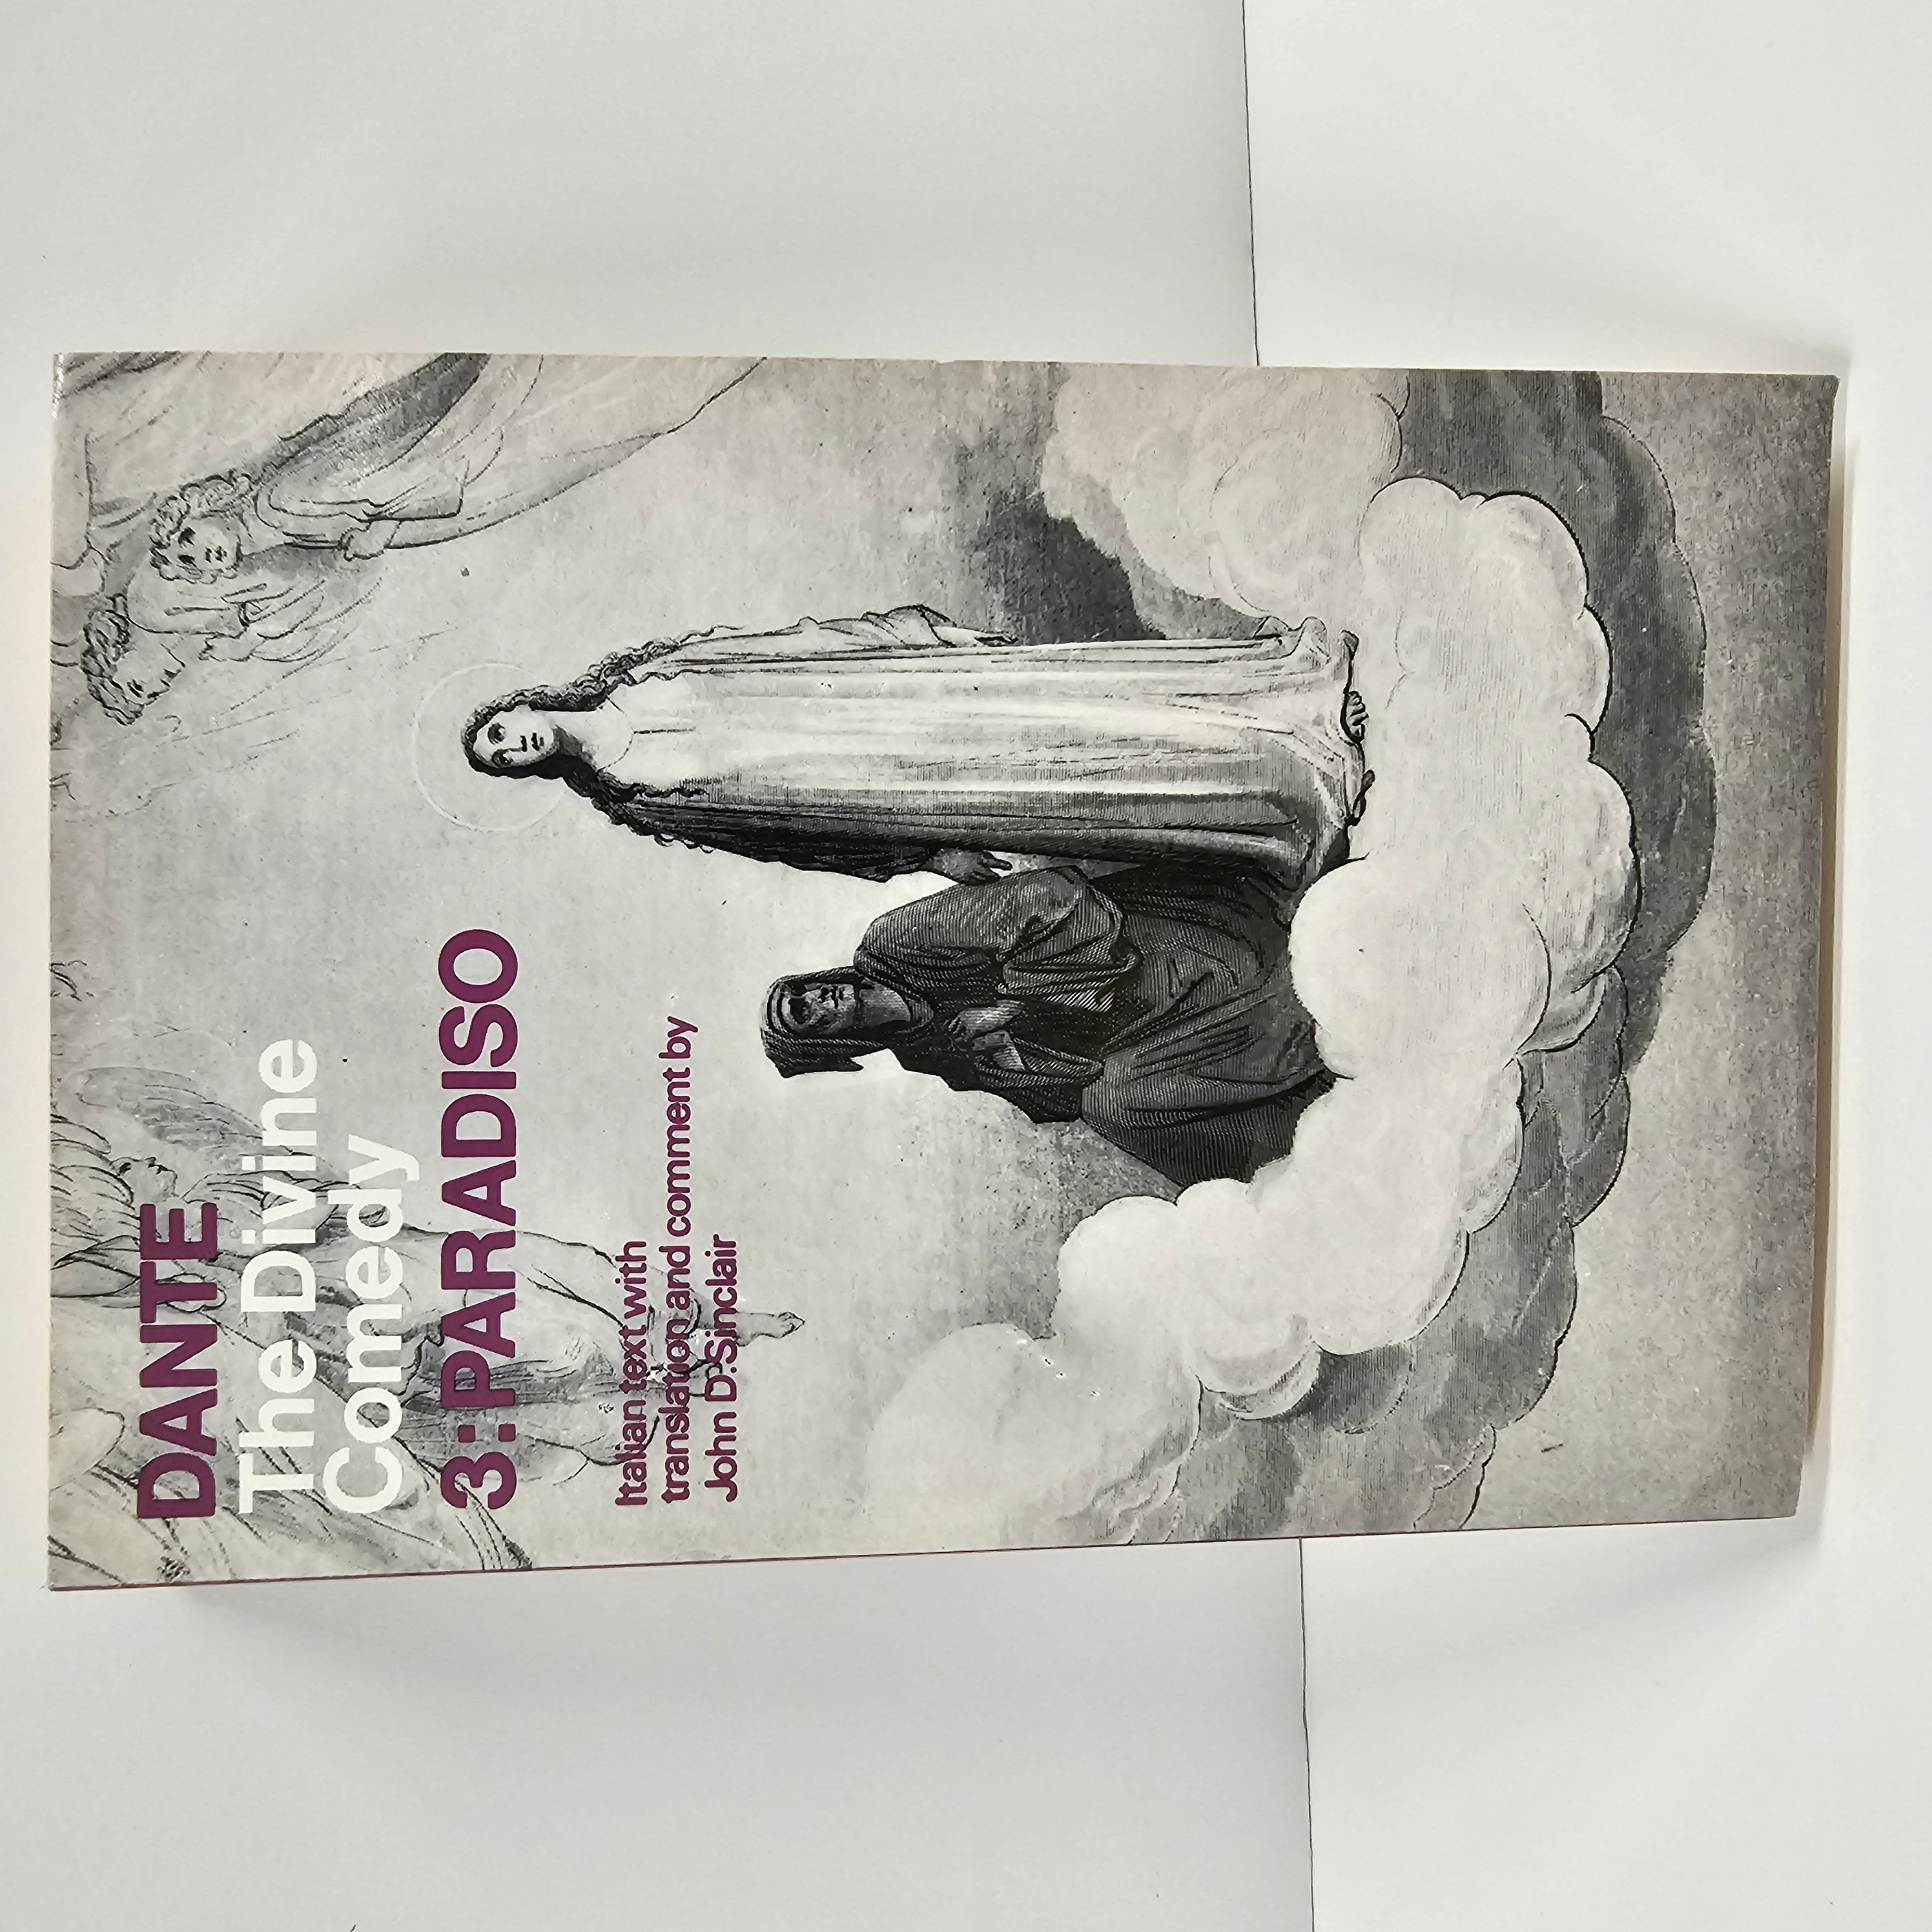 DANTE
The Divine
Comedy
3: PARADISO
Italian text with
translation and comment by
John D. Sinclair